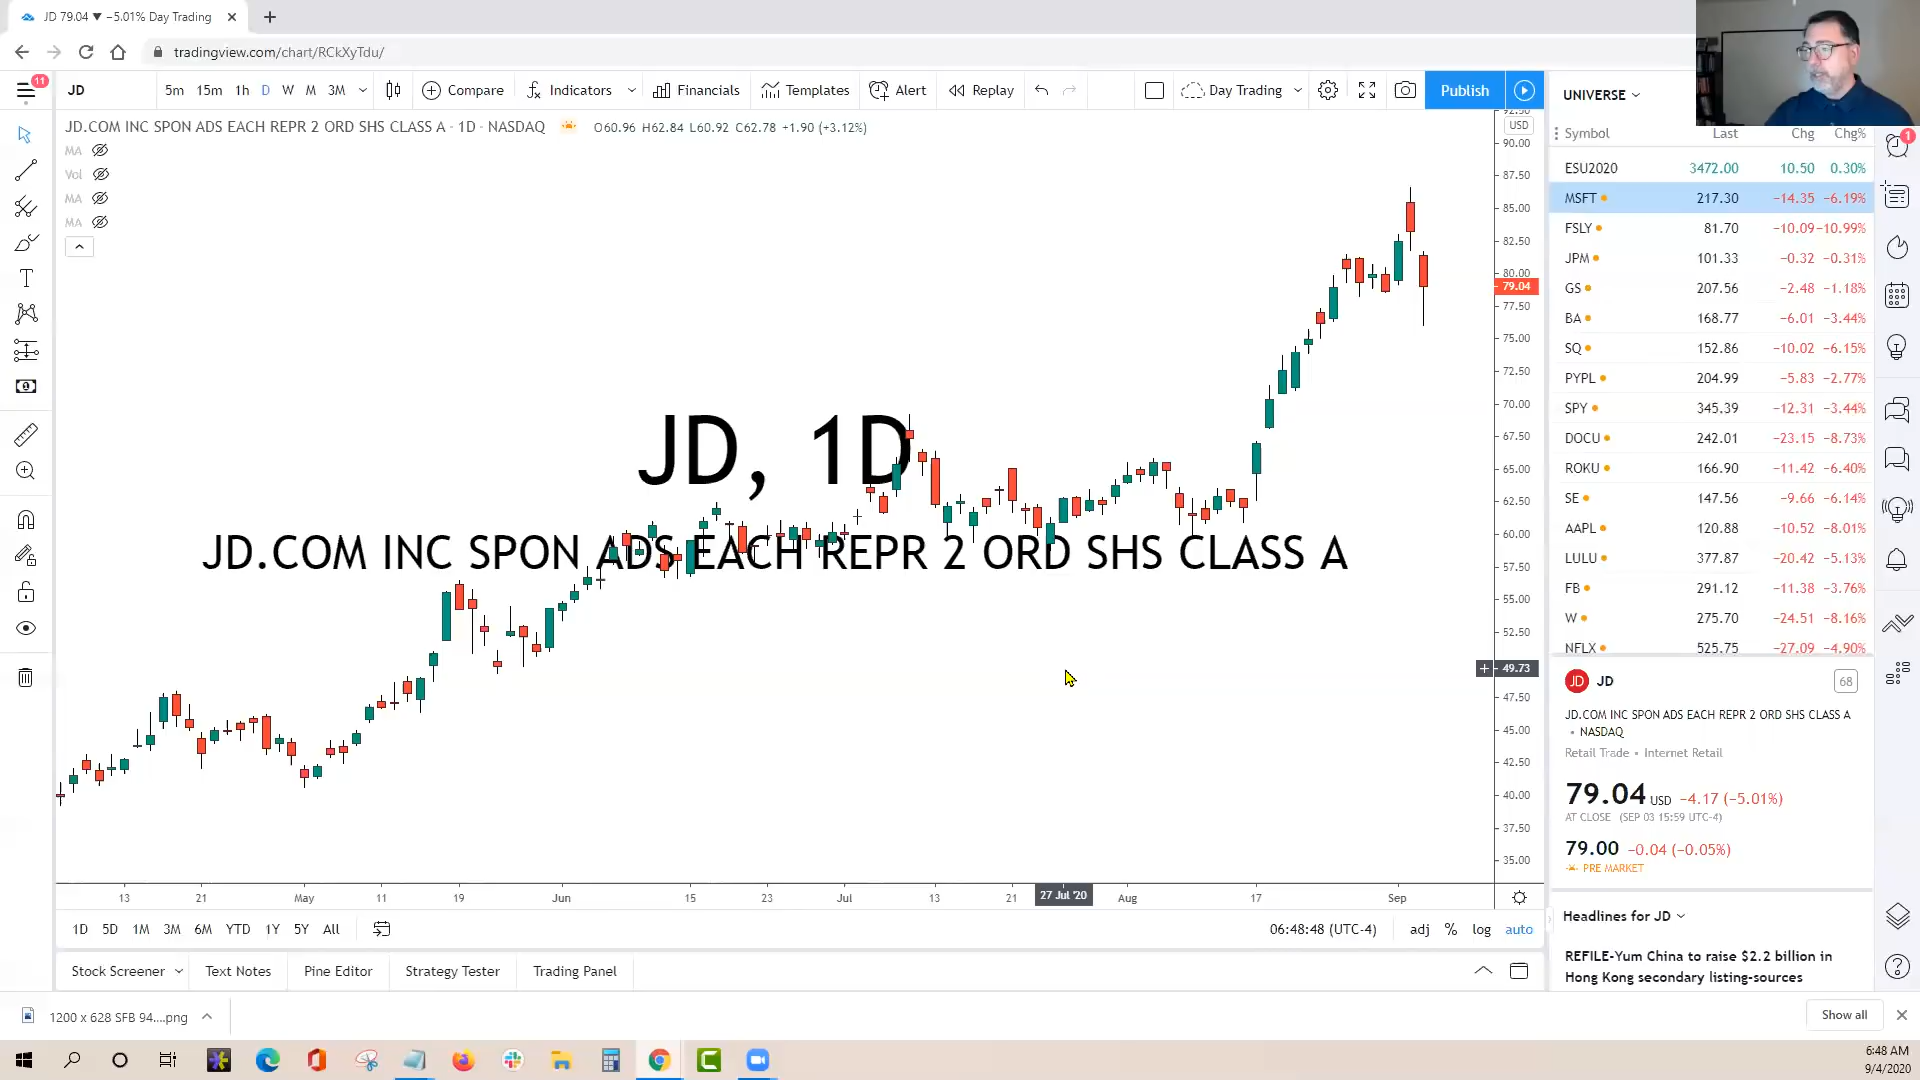 JD 79.04 ▼ −5.01% Day Trading
tradingview.com/chart/RCkXyTdu/
11
JD
5m 15m 1h D W M 3M
Compare
Indicators
Financials
Templates
Alert
Replay
Day Trading
Publish
JD.COM INC SPON ADS EACH REPR 2 ORD SHS CLASS A · 1D · NASDAQ
O60.96 H62.84 L60.92 C62.78 +1.90 (+3.12%)
MA
Vol
MA
MA
JD, 1D
JD.COM INC SPON ADS EACH REPR 2 ORD SHS CLASS A
92.50
USD
90.00
87.50
85.00
82.50
80.00
79.04
77.50
75.00
72.50
70.00
67.50
65.00
62.50
60.00
57.50
55.00
52.50
49.73
47.50
45.00
42.50
40.00
37.50
35.00
13 21 May 11 19 Jun 15 23 Jul 13 21 27 Jul '20 Aug 17 Sep
1D 5D 1M 3M 6M YTD 1Y 5Y All
06:48:48 (UTC-4) adj % log auto
Stock Screener Text Notes Pine Editor Strategy Tester Trading Panel
UNIVERSE
Symbol Last Chg Chg%
ESU2020 3472.00 10.50 0.30%
MSFT 217.30 −14.35 −6.19%
FSLY 81.70 −10.09 −10.99%
JPM 101.33 −0.32 −0.31%
GS 207.56 −2.48 −1.18%
BA 168.77 −6.01 −3.44%
SQ 152.86 −10.02 −6.15%
PYPL 204.99 −5.83 −2.77%
SPY 345.39 −12.31 −3.44%
DOCU 242.01 −23.15 −8.73%
ROKU 166.90 −11.42 −6.40%
SE 147.56 −9.66 −6.14%
AAPL 120.88 −10.52 −8.01%
LULU 377.87 −20.42 −5.13%
FB 291.12 −11.38 −3.76%
W 275.70 −24.51 −8.16%
NFLX 525.75 −27.09 −4.90%
JD JD 68
JD.COM INC SPON ADS EACH REPR 2 ORD SHS CLASS A
• NASDAQ
Retail Trade • Internet Retail
79.04 USD −4.17 (−5.01%)
AT CLOSE (SEP 03 15:59 UTC-4)
79.00 −0.04 (−0.05%)
PRE MARKET
Headlines for JD
REFILE-Yum China to raise $2.2 billion in
Hong Kong secondary listing-sources
1
1200 x 628 SFB 94....png
Show all
6:48 AM
9/4/2020